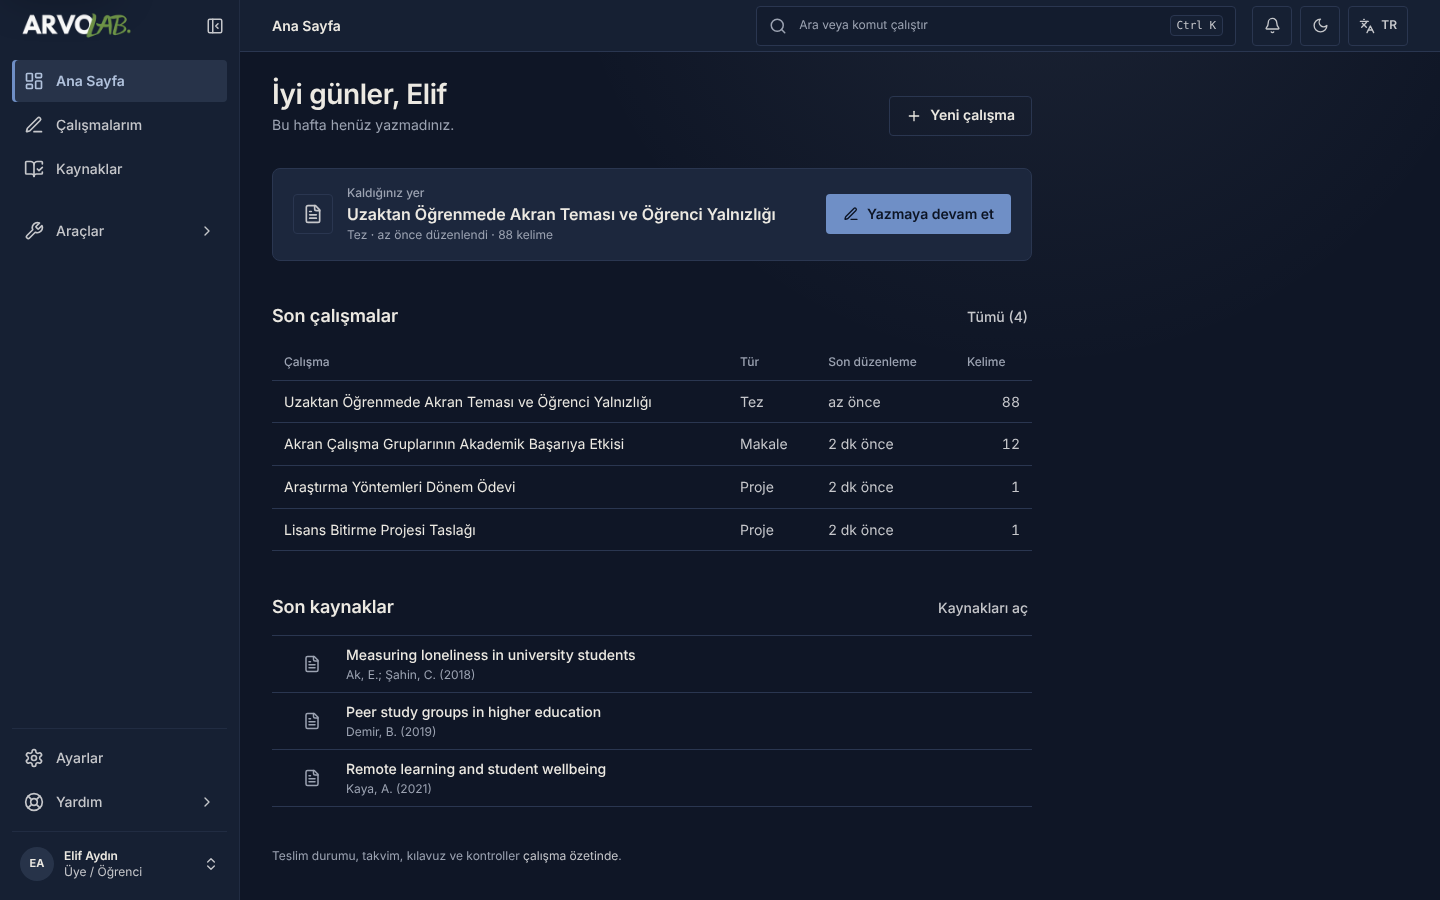 ARVOLAB.
Ana Sayfa
Çalışmalarım
Kaynaklar
Araçlar
Ayarlar
Yardım
EA
Elif Aydın
Üye / Öğrenci
Ana Sayfa
Ara veya komut çalıştır
Ctrl K
TR
İyi günler, Elif
Bu hafta henüz yazmadınız.
Yeni çalışma
Kaldığınız yer
Uzaktan Öğrenmede Akran Teması ve Öğrenci Yalnızlığı
Tez · az önce düzenlendi · 88 kelime
Yazmaya devam et
Son çalışmalar
Tümü (4)
Çalışma Tür Son düzenleme Kelime
Uzaktan Öğrenmede Akran Teması ve Öğrenci Yalnızlığı Tez az önce 88
Akran Çalışma Gruplarının Akademik Başarıya Etkisi Makale 2 dk önce 12
Araştırma Yöntemleri Dönem Ödevi Proje 2 dk önce 1
Lisans Bitirme Projesi Taslağı Proje 2 dk önce 1
Son kaynaklar
Kaynakları aç
Measuring loneliness in university students
Ak, E.; Şahin, C. (2018)
Peer study groups in higher education
Demir, B. (2019)
Remote learning and student wellbeing
Kaya, A. (2021)
Teslim durumu, takvim, kılavuz ve kontroller çalışma özetinde.